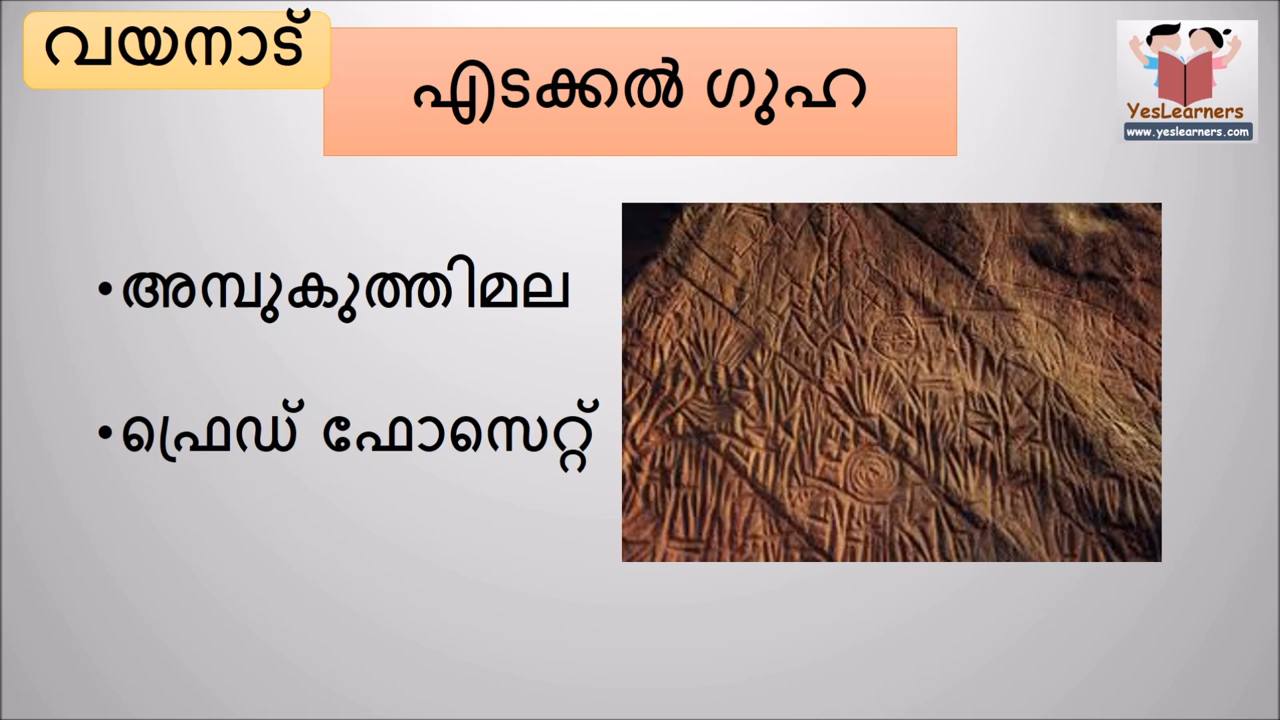 വയനാട്
എടക്കൽ ഗുഹ
YesLearners
www.yeslearners.com
•അമ്പുകുത്തിമല
•ഫ്രെഡ് ഫോസെറ്റ്